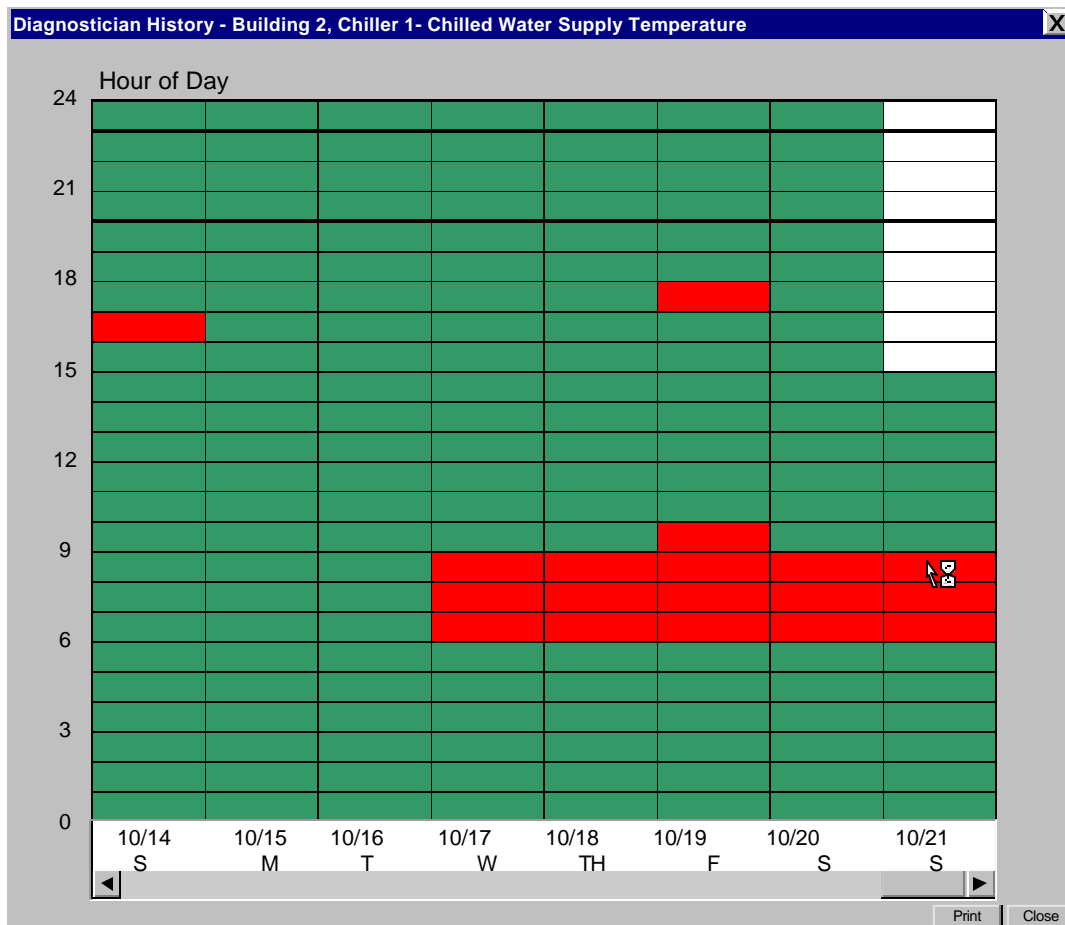 Diagnostician History - Building 2, Chiller 1- Chilled Water Supply Temperature X
Hour of Day
24
21
18
15
12
9
6
3
0
10/14 10/15 10/16 10/17 10/18 10/19 10/20 10/21
S M T W TH F S S
Print Close